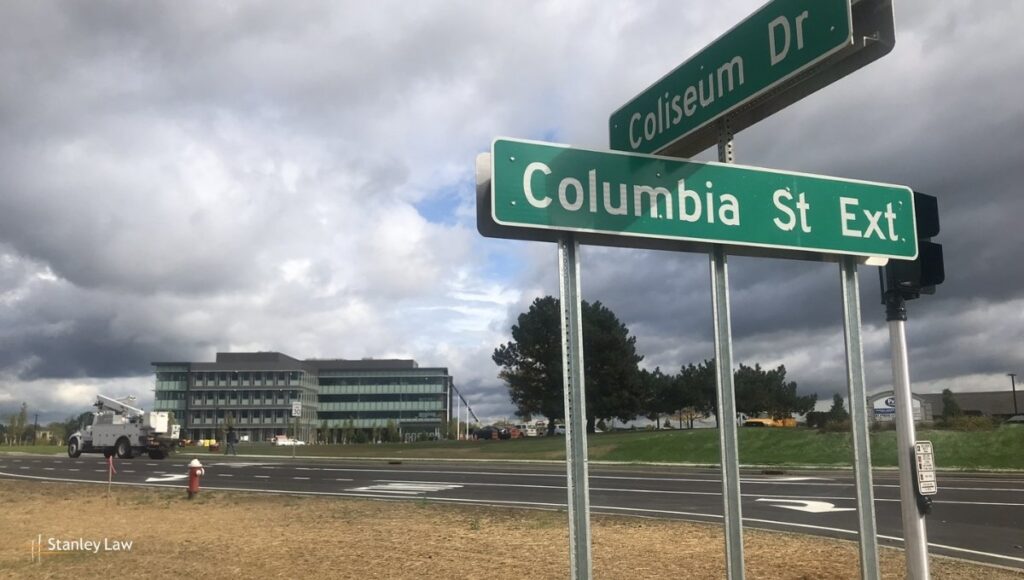 Coliseum Dr
Columbia St Ext
Stanley Law